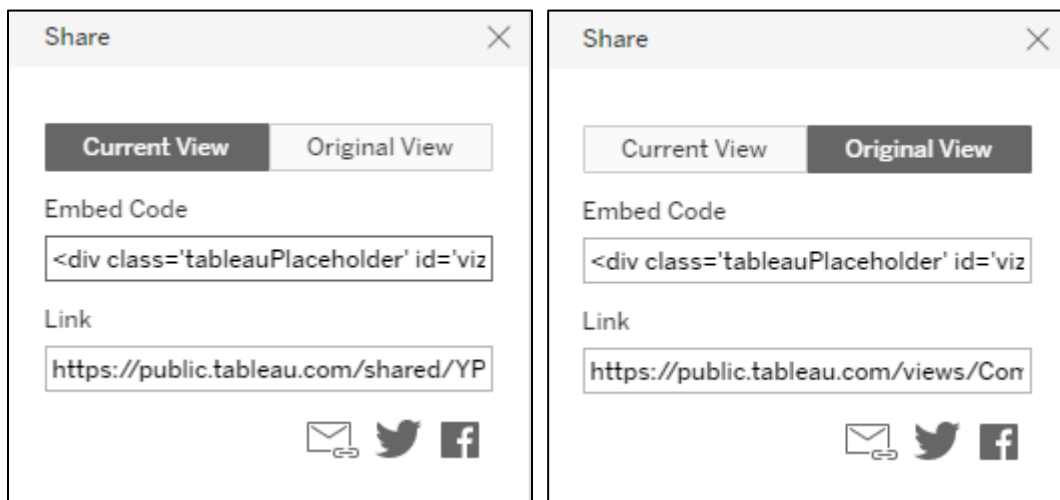 Share
Current View Original View
Embed Code
<div class='tableauPlaceholder' id='viz
Link
https://public.tableau.com/shared/YP
Share
Current View Original View
Embed Code
<div class='tableauPlaceholder' id='viz
Link
https://public.tableau.com/views/Com